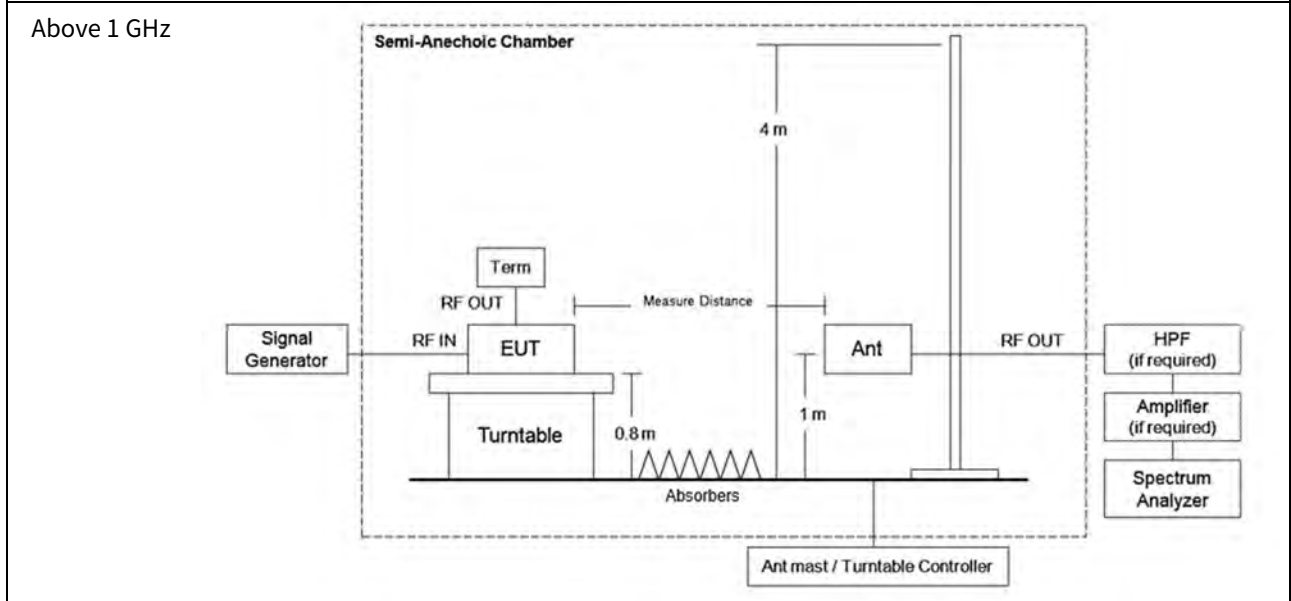 Above 1 GHz
Semi-Anechoic Chamber
4 m
Term
RF OUT
Measure Distance
Signal
Generator
RF IN
EUT
Ant
RF OUT
HPF
(if required)
1 m
Amplifier
(if required)
Turntable
0.8 m
Spectrum
Analyzer
Absorbers
Ant mast / Turntable Controller